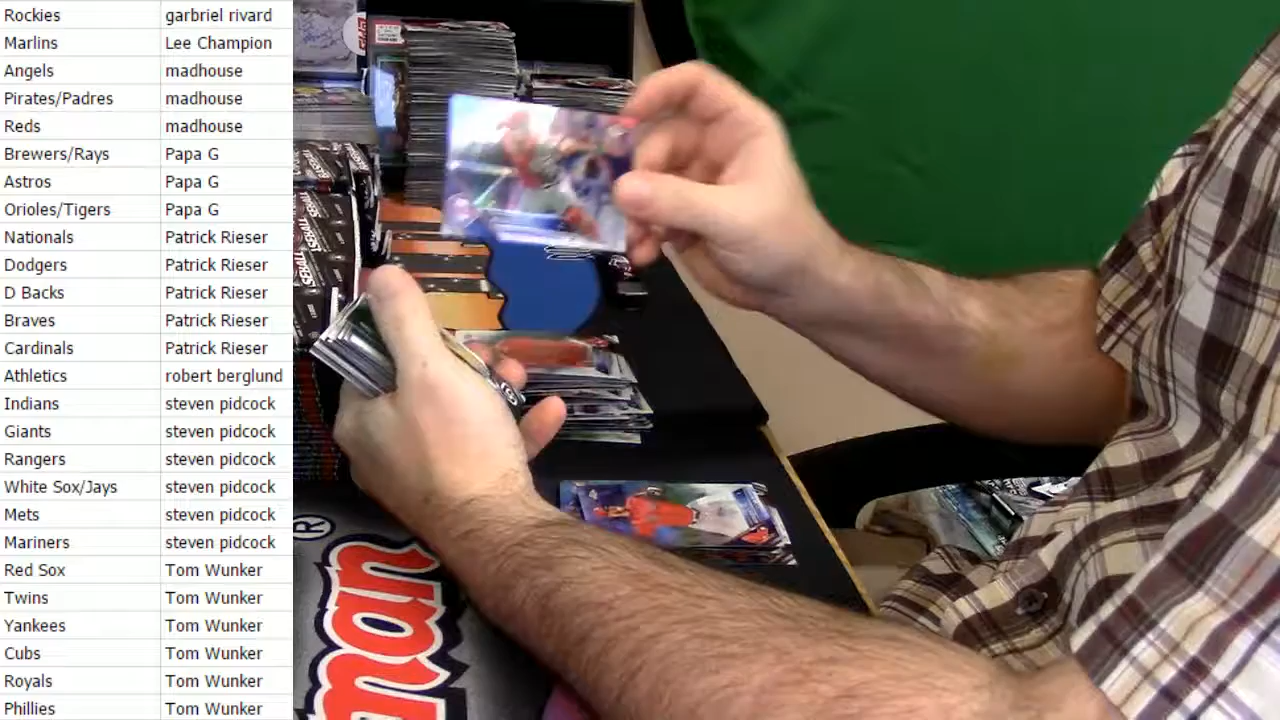 Rockies garbriel rivard
Marlins Lee Champion
Angels madhouse
Pirates/Padres madhouse
Reds madhouse
Brewers/Rays Papa G
Astros Papa G
Orioles/Tigers Papa G
Nationals Patrick Rieser
Dodgers Patrick Rieser
D Backs Patrick Rieser
Braves Patrick Rieser
Cardinals Patrick Rieser
Athletics robert berglund
Indians steven pidcock
Giants steven pidcock
Rangers steven pidcock
White Sox/Jays steven pidcock
Mets steven pidcock
Mariners steven pidcock
Red Sox Tom Wunker
Twins Tom Wunker
Yankees Tom Wunker
Cubs Tom Wunker
Royals Tom Wunker
Phillies Tom Wunker
man
®